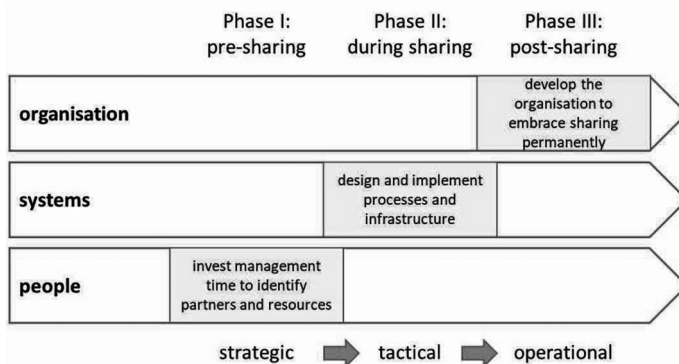 Phase I:
pre-sharing
Phase II:
during sharing
Phase III:
post-sharing
organisation
develop the
organisation to
embrace sharing
permanently
systems
design and implement
processes and
infrastructure
people
invest management
time to identify
partners and resources
strategic
tactical
operational